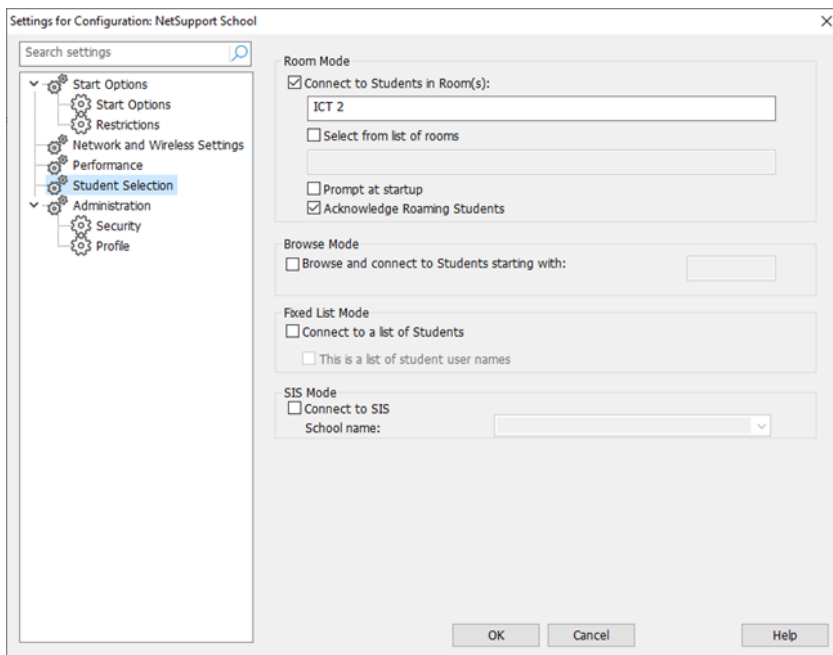 Settings for Configuration: NetSupport School
Search settings
Start Options
Start Options
Restrictions
Network and Wireless Settings
Performance
Student Selection
Administration
Security
Profile
Room Mode
Connect to Students in Room(s):
ICT 2
Select from list of rooms
Prompt at startup
Acknowledge Roaming Students
Browse Mode
Browse and connect to Students starting with:
Fixed List Mode
Connect to a list of Students
This is a list of student user names
SIS Mode
Connect to SIS
School name:
OK Cancel Help